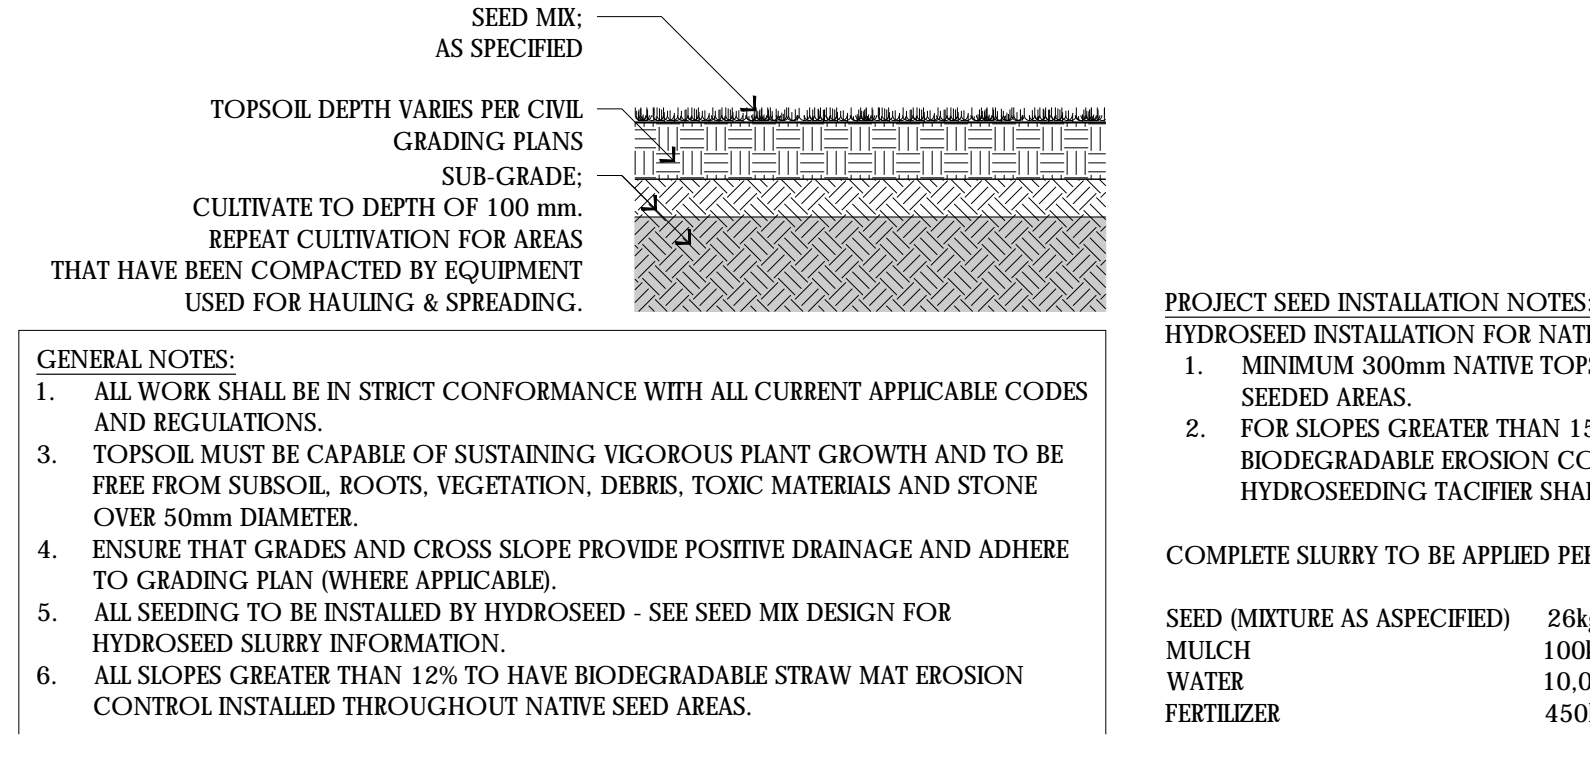 SEED MIX;
AS SPECIFIED
TOPSOIL DEPTH VARIES PER CIVIL
GRADING PLANS
SUB-GRADE;
CULTIVATE TO DEPTH OF 100 mm.
REPEAT CULTIVATION FOR AREAS
THAT HAVE BEEN COMPACTED BY EQUIPMENT
USED FOR HAULING & SPREADING.
GENERAL NOTES:
1. ALL WORK SHALL BE IN STRICT CONFORMANCE WITH ALL CURRENT APPLICABLE CODES
AND REGULATIONS.
3. TOPSOIL MUST BE CAPABLE OF SUSTAINING VIGOROUS PLANT GROWTH AND TO BE
FREE FROM SUBSOIL, ROOTS, VEGETATION, DEBRIS, TOXIC MATERIALS AND STONE
OVER 50mm DIAMETER.
4. ENSURE THAT GRADES AND CROSS SLOPE PROVIDE POSITIVE DRAINAGE AND ADHERE
TO GRADING PLAN (WHERE APPLICABLE).
5. ALL SEEDING TO BE INSTALLED BY HYDROSEED - SEE SEED MIX DESIGN FOR
HYDROSEED SLURRY INFORMATION.
6. ALL SLOPES GREATER THAN 12% TO HAVE BIODEGRADABLE STRAW MAT EROSION
CONTROL INSTALLED THROUGHOUT NATIVE SEED AREAS.
PROJECT SEED INSTALLATION NOTES:
HYDROSEED INSTALLATION FOR
1. MINIMUM 300mm NATIVE
SEEDED AREAS.
2. FOR SLOPES GREATER THAN
BIODEGRADABLE EROSION
HYDROSEEDING TACIFIER
COMPLETE SLURRY TO BE APPLIED
SEED (MIXTURE AS ASPECIFIED)
MULCH
WATER
FERTILIZER